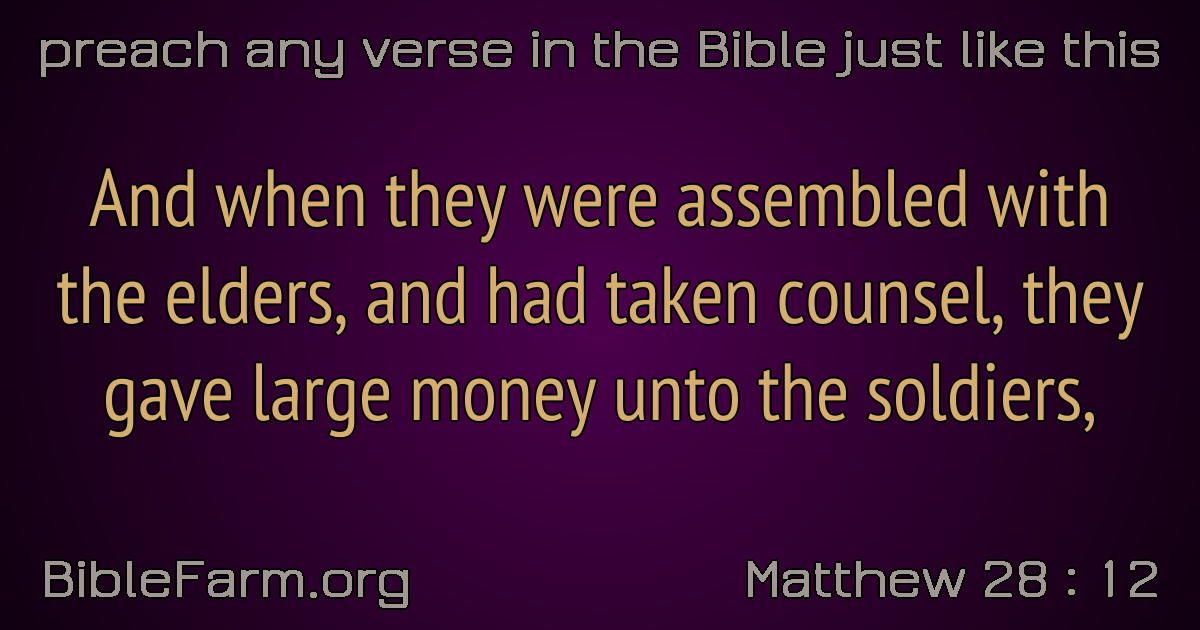 preach any verse in the Bible just like this
And when they were assembled with
the elders, and had taken counsel, they
gave large money unto the soldiers,
BibleFarm.org
Matthew 28 : 12